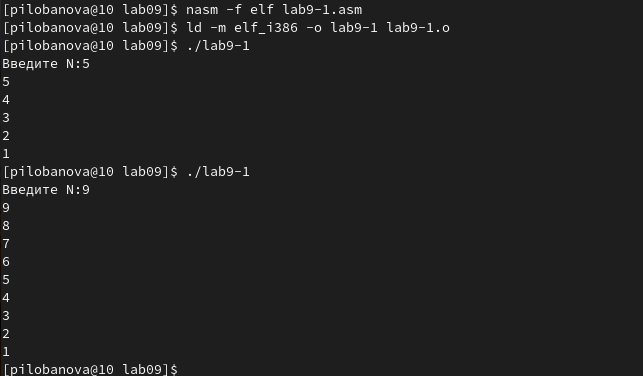 [pilobanova@10 lab09]$ nasm -f elf lab9-1.asm
[pilobanova@10 lab09]$ ld -m elf_i386 -o lab9-1 lab9-1.o
[pilobanova@10 lab09]$ ./lab9-1
Введите N:5
5
4
3
2
1
[pilobanova@10 lab09]$ ./lab9-1
Введите N:9
9
8
7
6
5
4
3
2
1
[pilobanova@10 lab09]$